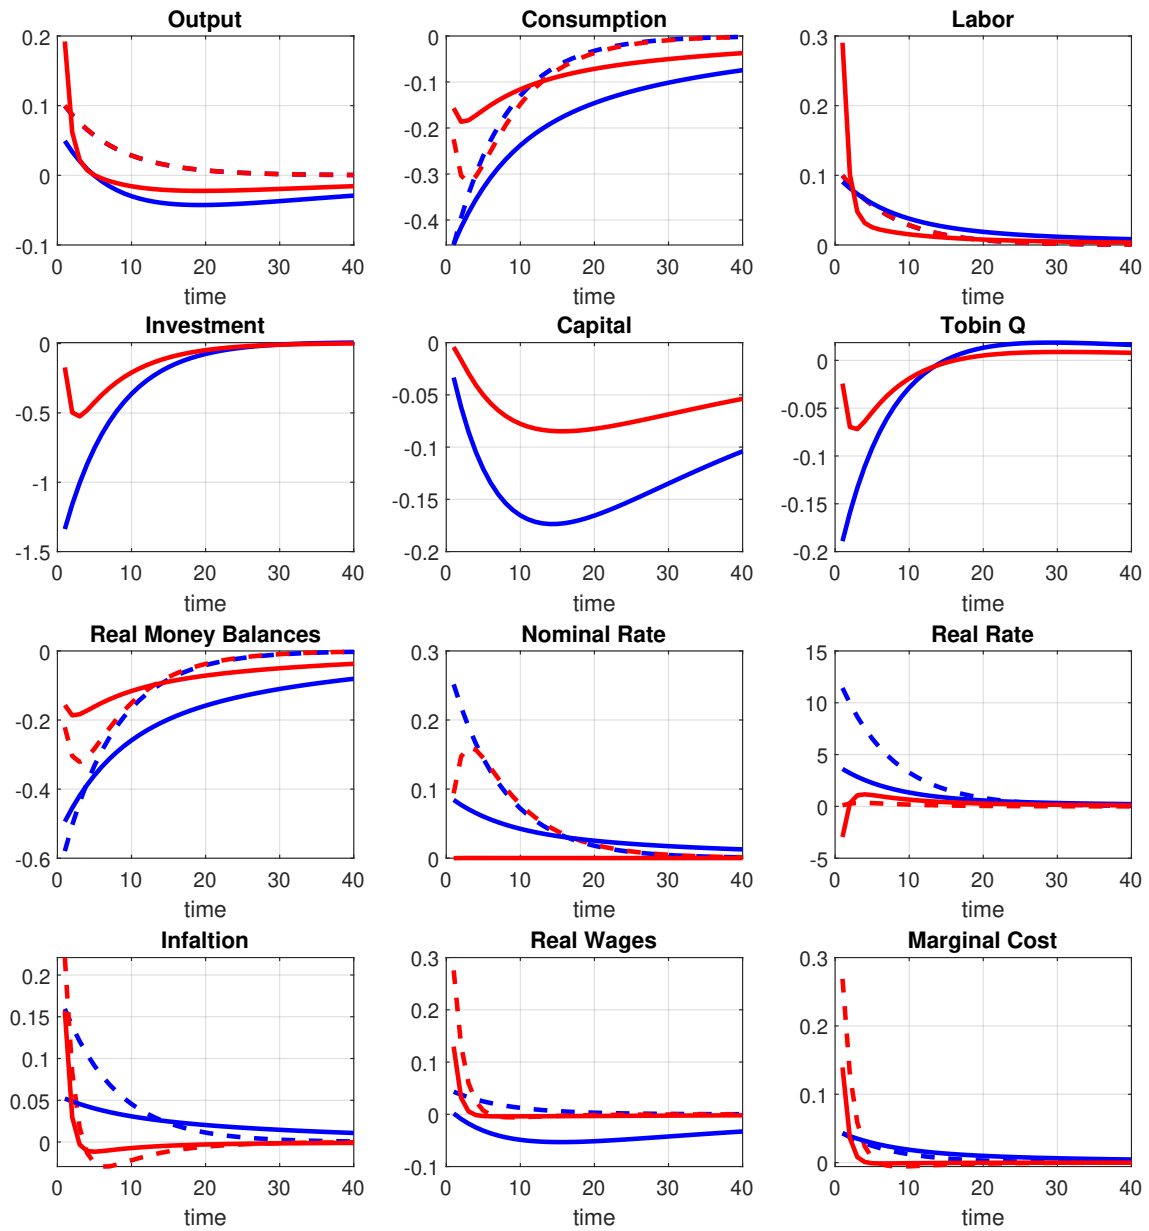 Output
0.2
0.1
0
-0.1
0 10 20 30 40
time
Consumption
0
-0.1
-0.2
-0.3
-0.4
0 10 20 30 40
time
Labor
0.3
0.2
0.1
0
0 10 20 30 40
time
Investment
0
-0.5
-1
-1.5
0 10 20 30 40
time
Capital
0
-0.05
-0.1
-0.15
-0.2
0 10 20 30 40
time
Tobin Q
0
-0.05
-0.1
-0.15
-0.2
0 10 20 30 40
time
Real Money Balances
0
-0.2
-0.4
-0.6
0 10 20 30 40
time
Nominal Rate
0.3
0.2
0.1
0
0 10 20 30 40
time
Real Rate
15
10
5
0
-5
0 10 20 30 40
time
Infaltion
0.2
0.15
0.1
0.05
0
0 10 20 30 40
time
Real Wages
0.3
0.2
0.1
0
-0.1
0 10 20 30 40
time
Marginal Cost
0.3
0.2
0.1
0
0 10 20 30 40
time